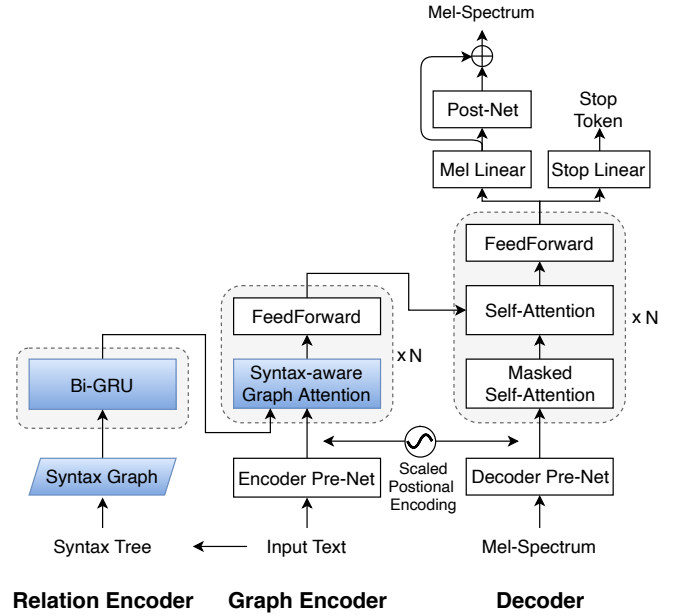 Mel-Spectrum
Post-Net
Stop
Token
Mel Linear
Stop Linear
FeedForward
Self-Attention
x N
Masked
Self-Attention
FeedForward
x N
Syntax-aware
Graph Attention
Bi-GRU
Scaled
Postional
Encoding
Syntax Graph
Encoder Pre-Net
Decoder Pre-Net
Syntax Tree
Input Text
Mel-Spectrum
Relation Encoder
Graph Encoder
Decoder